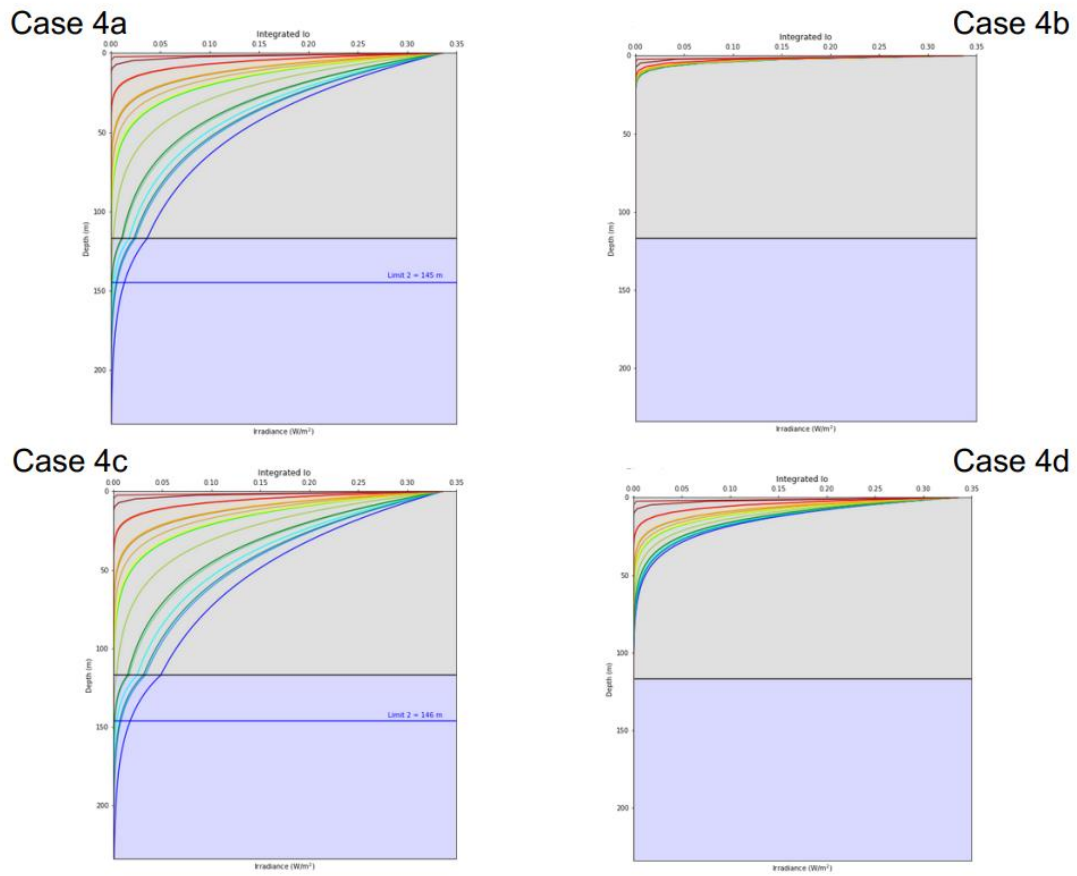 Case 4a
Integrated Io
0.00 0.05 0.10 0.15 0.20 0.25 0.30 0.35
0
50
100
150
200
Depth (m)
Limit 2 = 145 m
Irradiance (W/m²)
Case 4b
0.00 0.05 0.10 0.15 0.20 0.25 0.30 0.35
0
50
100
150
200
Depth (m)
Irradiance (W/m²)
Case 4c
Integrated Io
0.00 0.05 0.10 0.15 0.20 0.25 0.30 0.35
0
50
100
150
200
Depth (m)
Limit 2 = 146 m
Irradiance (W/m²)
Case 4d
Integrated Io
0.00 0.05 0.10 0.15 0.20 0.25 0.30 0.35
0
50
100
150
200
Depth (m)
Irradiance (W/m²)